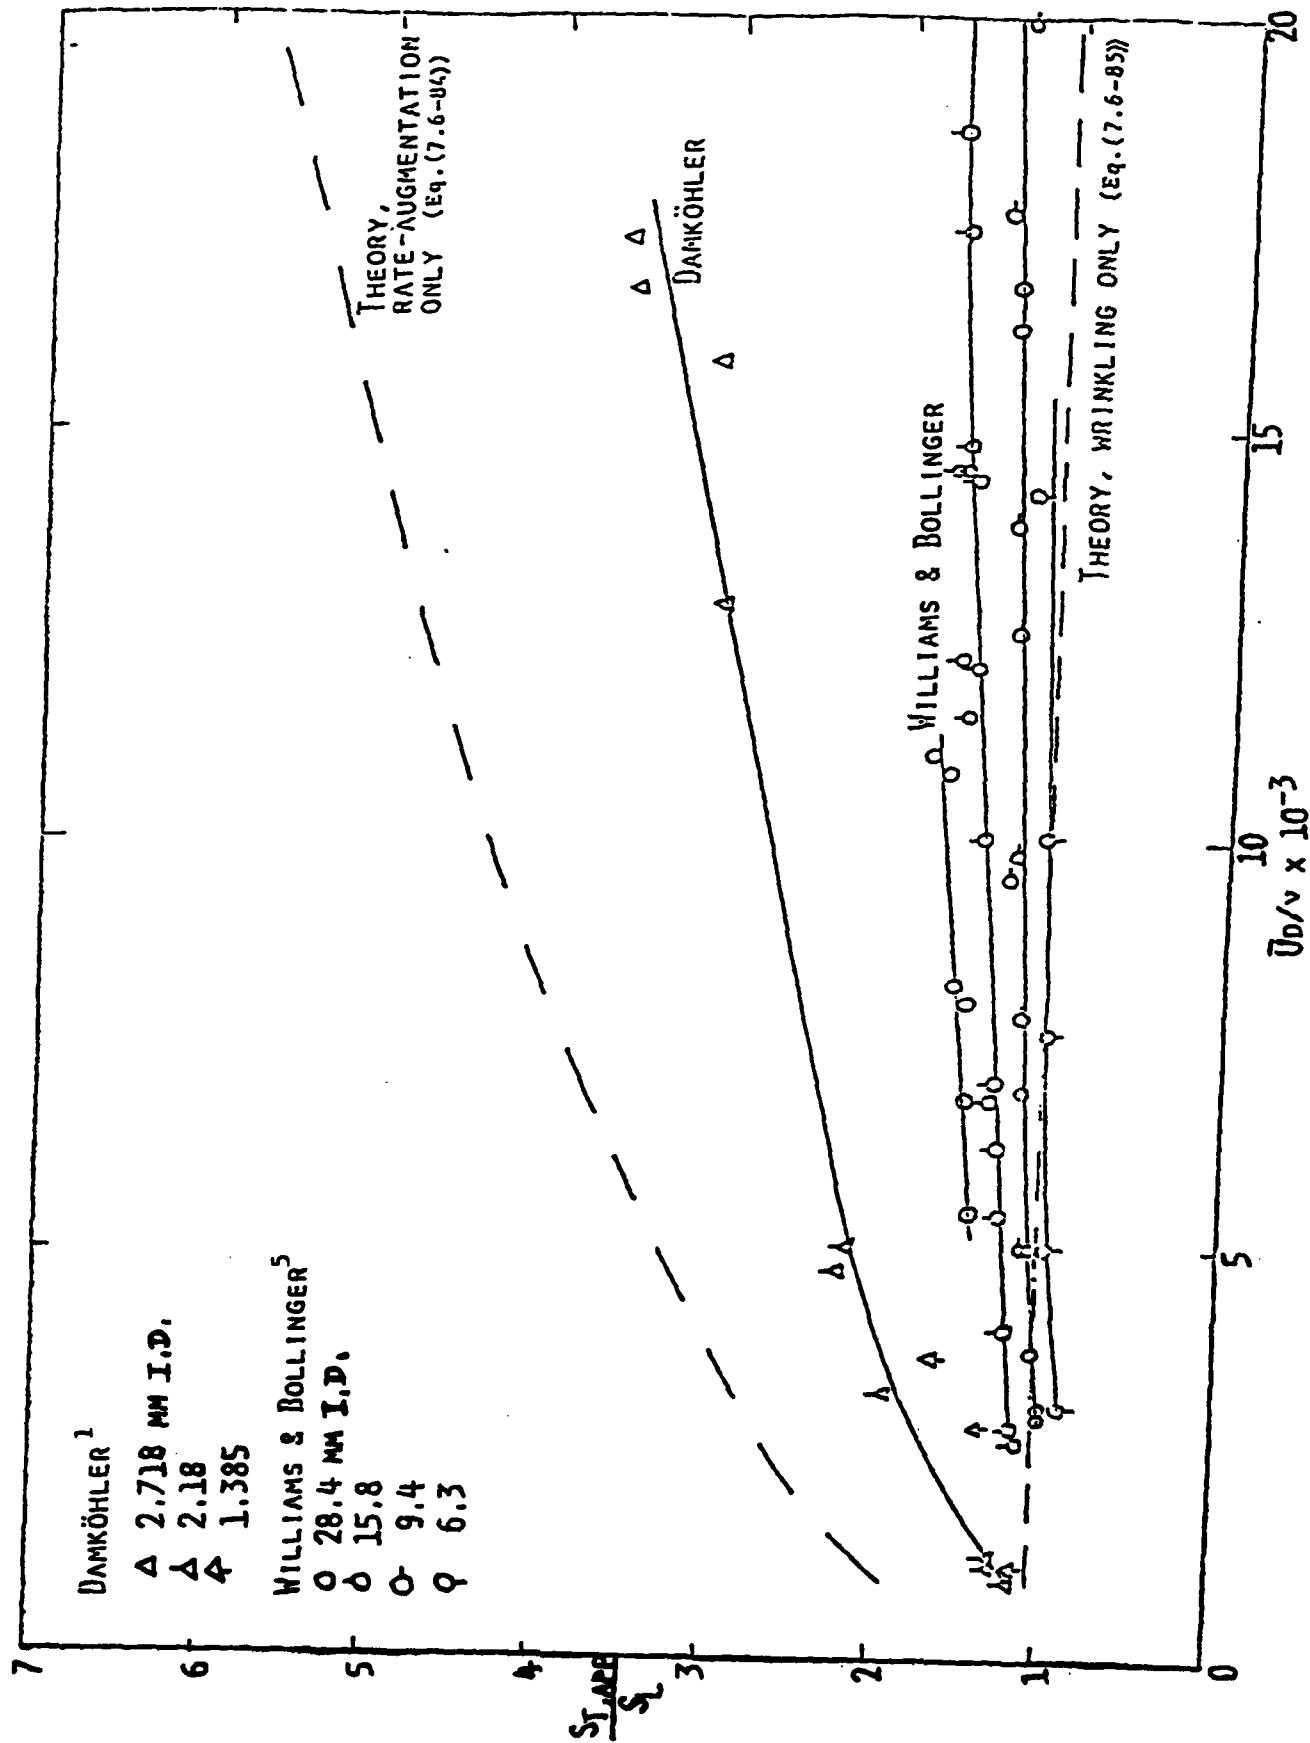 DAMKÖHLER¹
2.718 MM I.D.
2.18
1.385
WILLIAMS & BOLLINGER⁵
28.4 MM I.D.
15.8
9.4
6.3
THEORY,
RATE-AUGMENTATION
ONLY (EQ.(7.6-84))
DAMKÖHLER
WILLIAMS & BOLLINGER
THEORY, WRINKLING ONLY (EQ.(7.6-85))
7
6
5
4
3
2
1
0
S_T,APP
S_L
5
10
15
20
ŪD/ν x 10⁻³